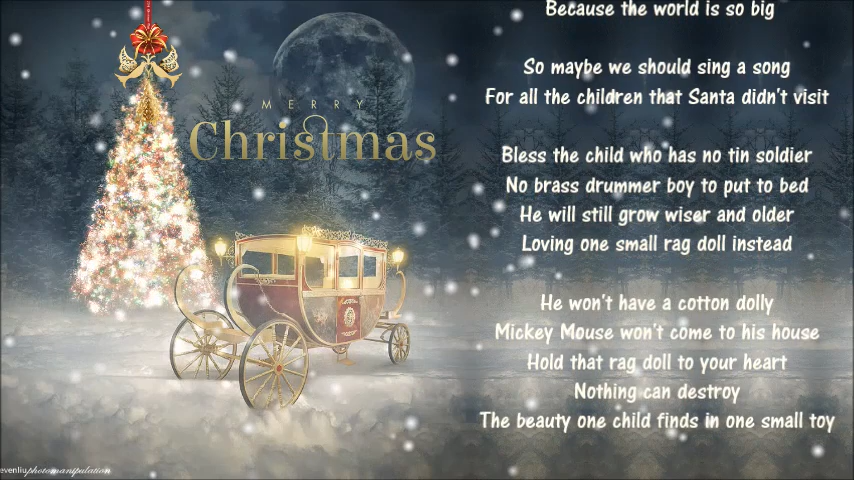 MERRY
Christmas
Because the world is so big
So maybe we should sing a song
For all the children that Santa didn't visit
Bless the child who has no tin soldier
No brass drummer boy to put to bed
He will still grow wiser and older
Loving one small rag doll instead
He won't have a cotton dolly
Mickey Mouse won't come to his house
Hold that rag doll to your heart
Nothing can destroy
The beauty one child finds in one small toy
evenliuphotomanipulation